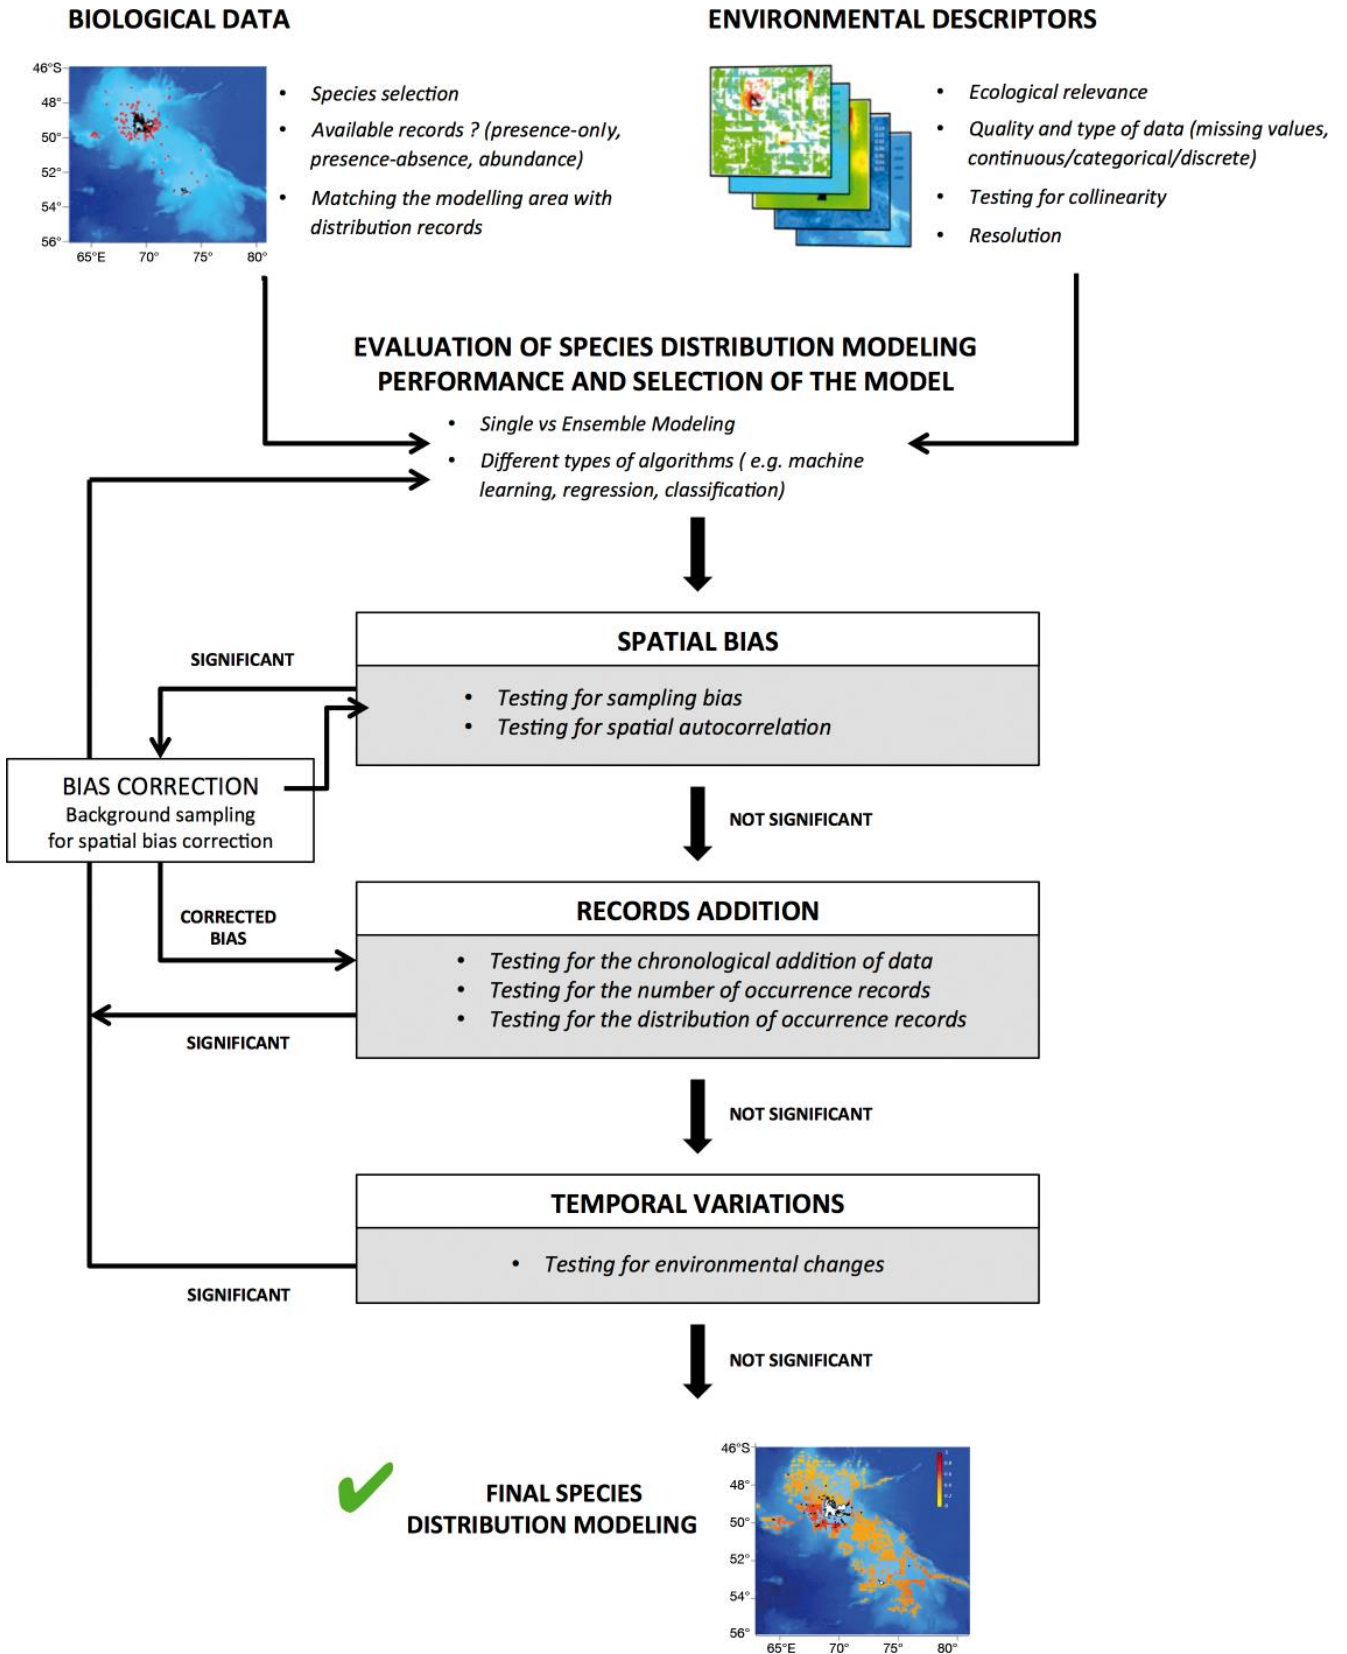 BIOLOGICAL DATA
46°S
48°
50°
52°
54°
56°
65°E 70° 75° 80°
• Species selection
• Available records ? (presence-only,
presence-absence, abundance)
• Matching the modelling area with
distribution records
ENVIRONMENTAL DESCRIPTORS
• Ecological relevance
• Quality and type of data (missing values,
continuous/categorical/discrete)
• Testing for collinearity
• Resolution
EVALUATION OF SPECIES DISTRIBUTION MODELING
PERFORMANCE AND SELECTION OF THE MODEL
• Single vs Ensemble Modeling
• Different types of algorithms ( e.g. machine
learning, regression, classification)
SPATIAL BIAS
• Testing for sampling bias
• Testing for spatial autocorrelation
SIGNIFICANT
BIAS CORRECTION
Background sampling
for spatial bias correction
NOT SIGNIFICANT
CORRECTED
BIAS
RECORDS ADDITION
• Testing for the chronological addition of data
• Testing for the number of occurrence records
• Testing for the distribution of occurrence records
SIGNIFICANT
NOT SIGNIFICANT
TEMPORAL VARIATIONS
• Testing for environmental changes
SIGNIFICANT
NOT SIGNIFICANT
FINAL SPECIES
DISTRIBUTION MODELING
46°S
48°
50°
52°
54°
56°
65°E 70° 75° 80°